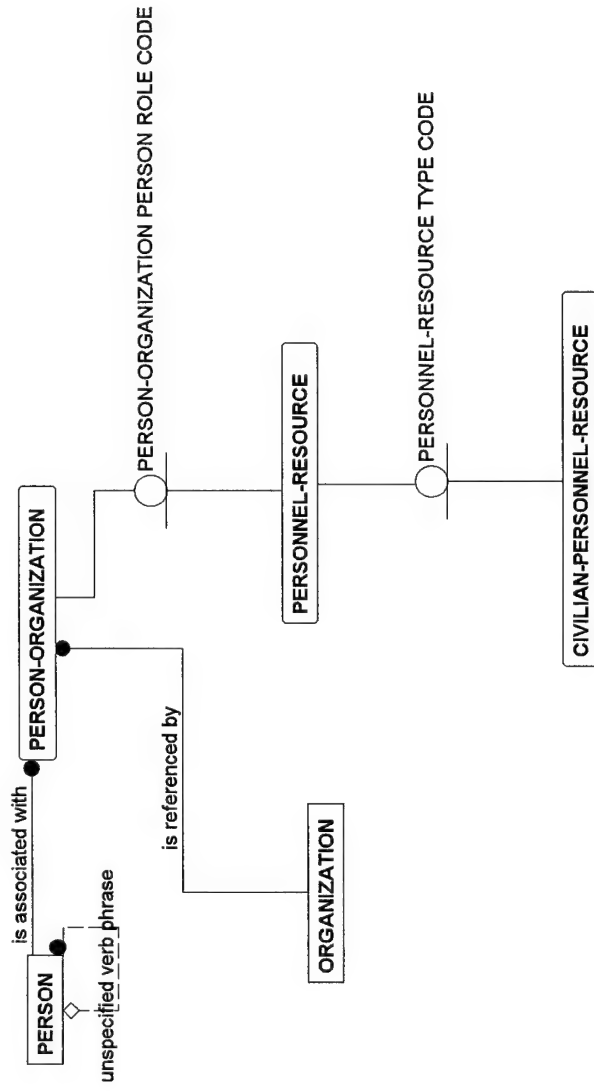 PERSON
is associated with
PERSON-ORGANIZATION
unspecified verb phrase
is referenced by
PERSON-ORGANIZATION PERSON ROLE CODE
ORGANIZATION
PERSONNEL-RESOURCE
PERSONNEL-RESOURCE TYPE CODE
CIVILIAN-PERSONNEL-RESOURCE